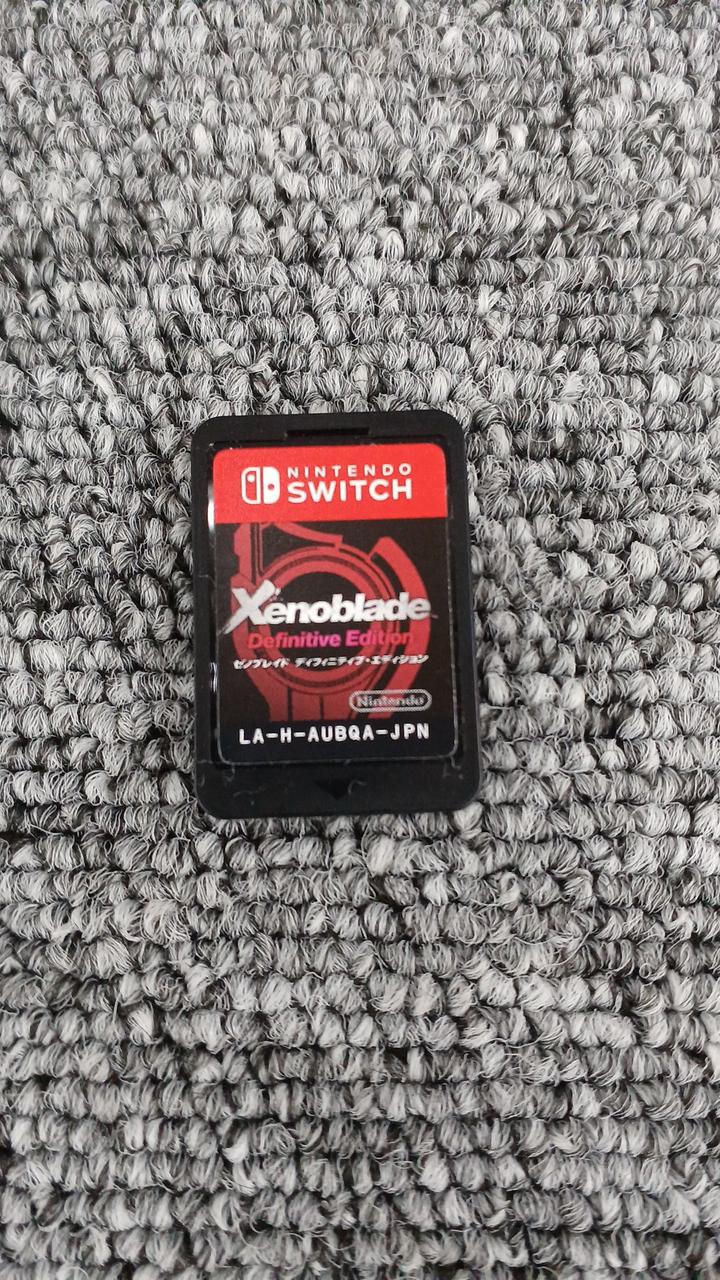 NINTENDO
SWITCH
Xenoblade
Definitive Edition
ゼノブレイド ディフィニティブ・エディション
Nintendo
LA-H-AUBQA-JPN